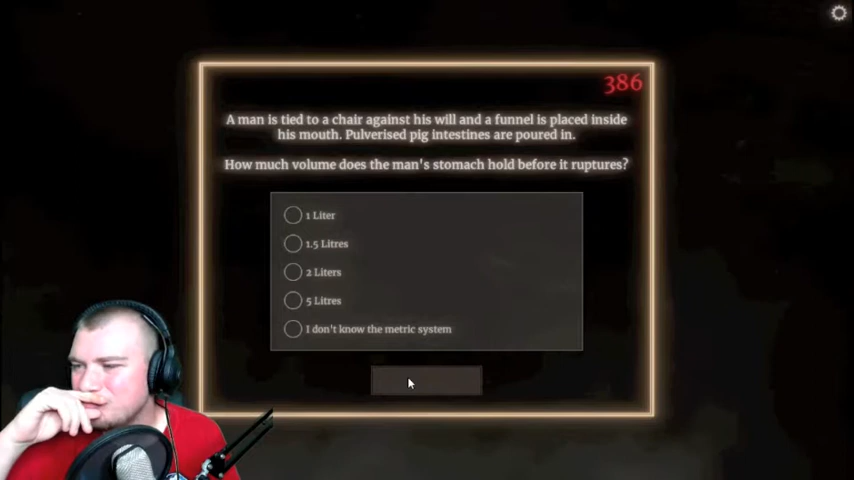 386
A man is tied to a chair against his will and a funnel is placed inside
his mouth. Pulverised pig intestines are poured in.
How much volume does the man's stomach hold before it ruptures?
1 Liter
1.5 Litres
2 Liters
5 Litres
I don't know the metric system